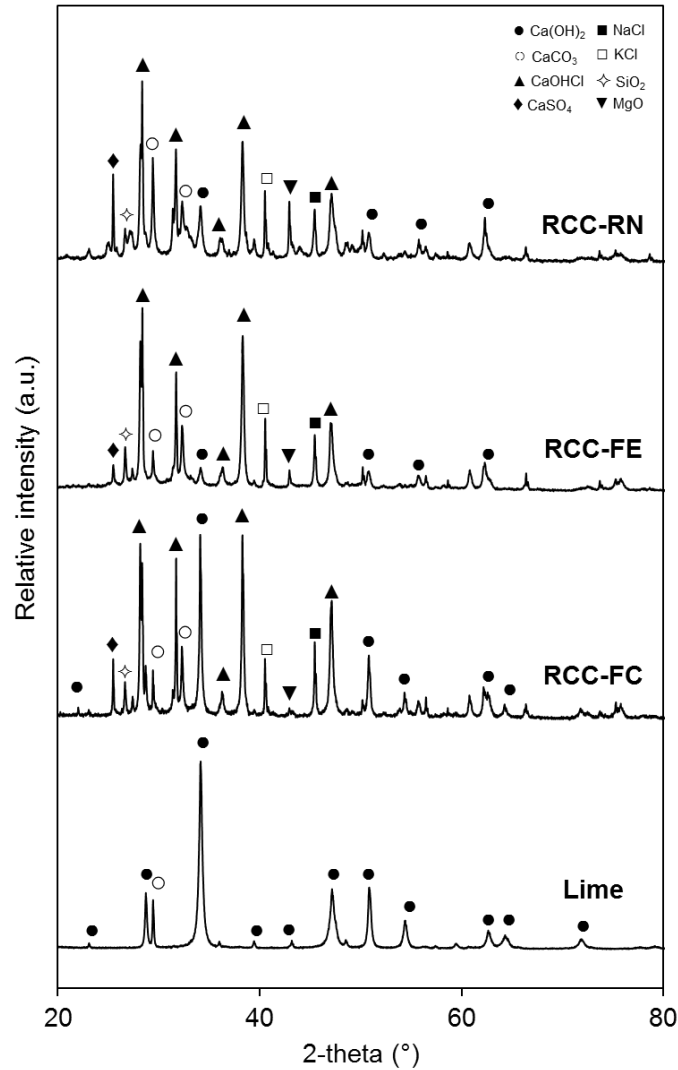 Ca(OH)2
CaCO3
CaOHCl
CaSO4
NaCl
KCl
SiO2
MgO
RCC-RN
RCC-FE
RCC-FC
Lime
Relative intensity (a.u.)
20 40 60 80
2-theta (°)